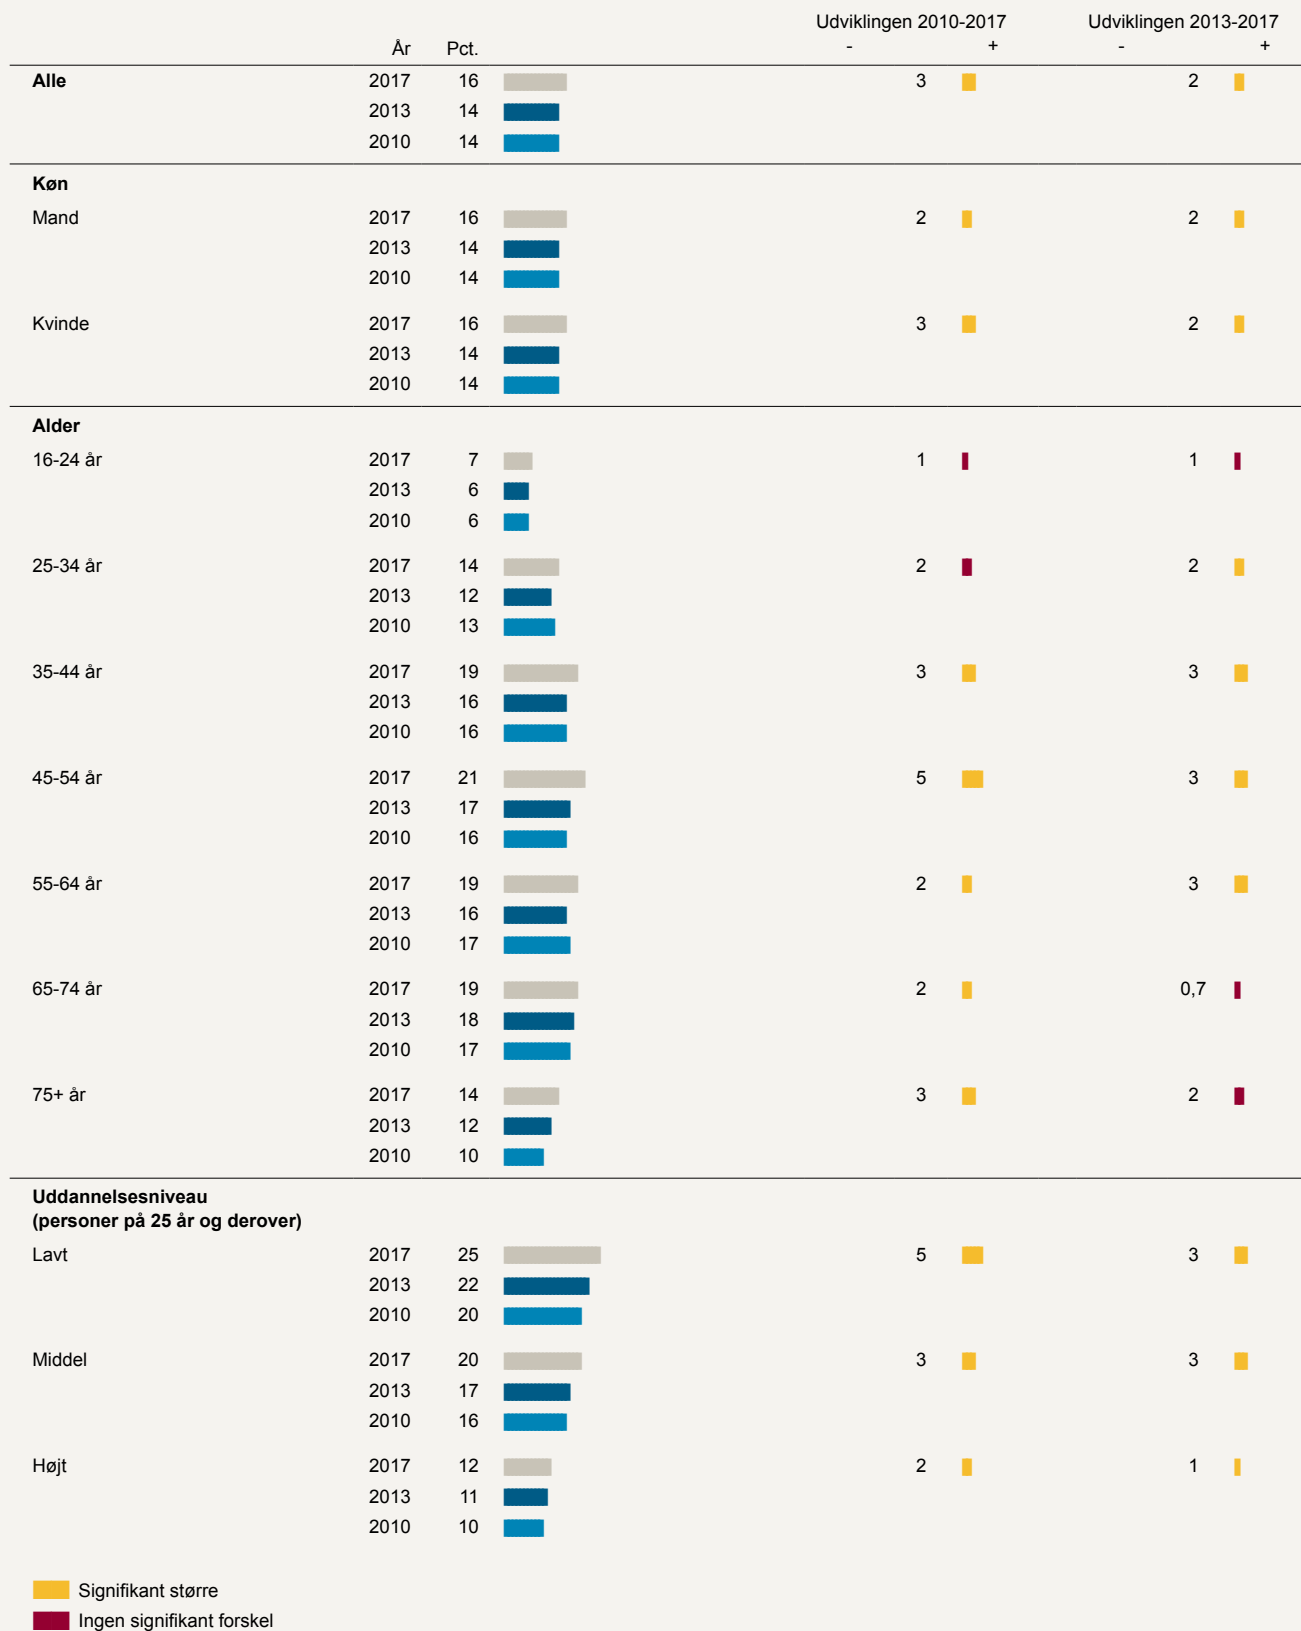 Udviklingen 2010-2017 Udviklingen 2013-2017
År Pct. - + - +
Alle 2017 16 3 2
2013 14
2010 14
Køn
Mand 2017 16 2 2
2013 14
2010 14
Kvinde 2017 16 3 2
2013 14
2010 14
Alder
16-24 år 2017 7 1 1
2013 6
2010 6
25-34 år 2017 14 2 2
2013 12
2010 13
35-44 år 2017 19 3 3
2013 16
2010 16
45-54 år 2017 21 5 3
2013 17
2010 16
55-64 år 2017 19 2 3
2013 16
2010 17
65-74 år 2017 19 2 0,7
2013 18
2010 17
75+ år 2017 14 3 2
2013 12
2010 10
Uddannelsesniveau
(personer på 25 år og derover)
Lavt 2017 25 5 3
2013 22
2010 20
Middel 2017 20 3 3
2013 17
2010 16
Højt 2017 12 2 1
2013 11
2010 10
Signifikant større
Ingen signifikant forskel